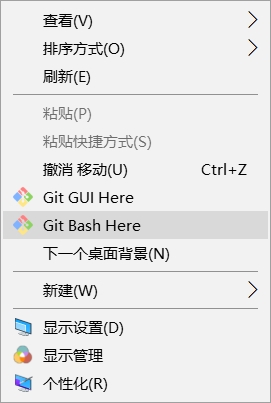 查看(V)
排序方式(O)
刷新(E)
粘贴(P)
粘贴快捷方式(S)
撤消 移动(U) Ctrl+Z
Git GUI Here
Git Bash Here
下一个桌面背景(N)
新建(W)
显示设置(D)
显示管理
个性化(R)